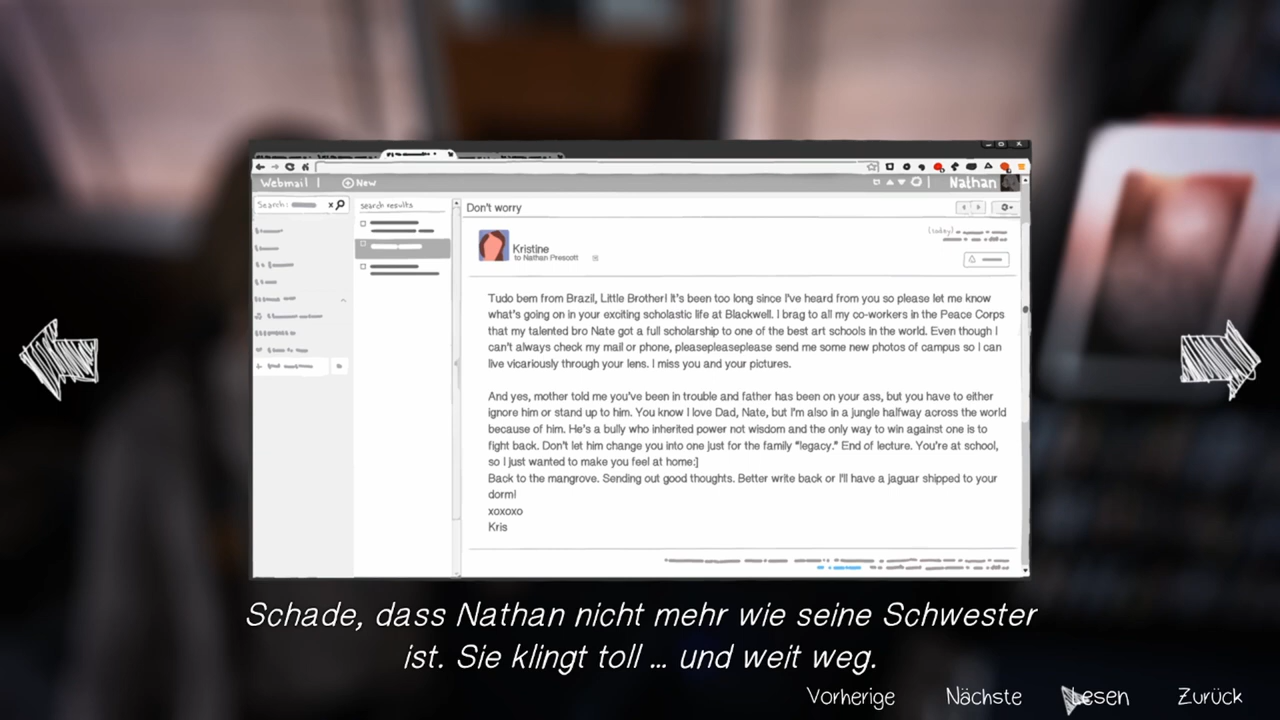 Webmail | New
Nathan
Search:
search results
Don't worry
(today)
Kristine
to Nathan Prescott
Tudo bem from Brazil, Little Brother! It's been too long since I've heard from you so please let me know
what's going on in your exciting scholastic life at Blackwell. I brag to all my co-workers in the Peace Corps
that my talented bro Nate got a full scholarship to one of the best art schools in the world. Even though I
can't always check my mail or phone, pleasepleaseplease send me some new photos of campus so I can
live vicariously through your lens. I miss you and your pictures.
And yes, mother told me you've been in trouble and father has been on your ass, but you have to either
ignore him or stand up to him. You know I love Dad, Nate, but I'm also in a jungle halfway across the world
because of him. He's a bully who inherited power not wisdom and the only way to win against one is to
fight back. Don't let him change you into one just for the family "legacy." End of lecture. You're at school,
so I just wanted to make you feel at home:]
Back to the mangrove. Sending out good thoughts. Better write back or I'll have a jaguar shipped to your
dorm!
xoxoxo
Kris
Schade, dass Nathan nicht mehr wie seine Schwester
ist. Sie klingt toll ... und weit weg.
Vorherige Nächste Lesen Zurück